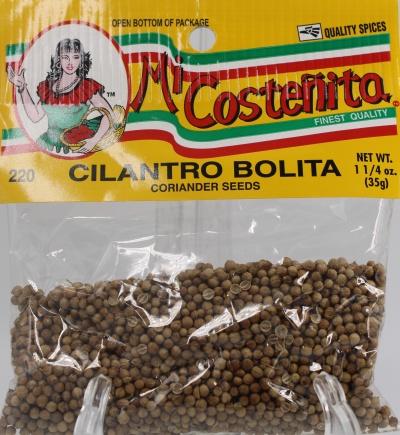 OPEN BOTTOM OF PACKAGE
QUALITY SPICES
TM
Mi Costeñita
FINEST QUALITY
220
CILANTRO BOLITA
CORIANDER SEEDS
NET WT.
1 1/4 oz.
(35g)